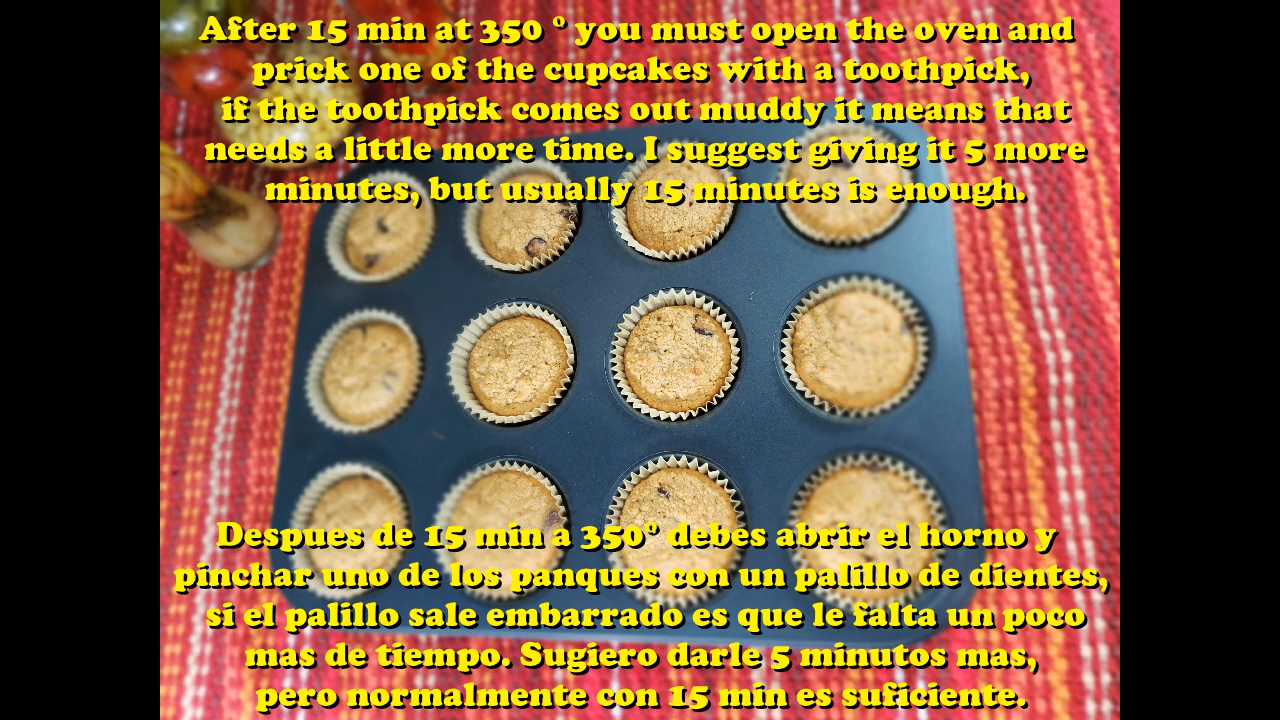 After 15 min at 350 º you must open the oven and
prick one of the cupcakes with a toothpick,
if the toothpick comes out muddy it means that
needs a little more time. I suggest giving it 5 more
minutes, but usually 15 minutes is enough.
Despues de 15 min a 350º debes abrir el horno y
pinchar uno de los panques con un palillo de dientes,
si el palillo sale embarrado es que le falta un poco
mas de tiempo. Sugiero darle 5 minutos mas,
pero normalmente con 15 min es suficiente.